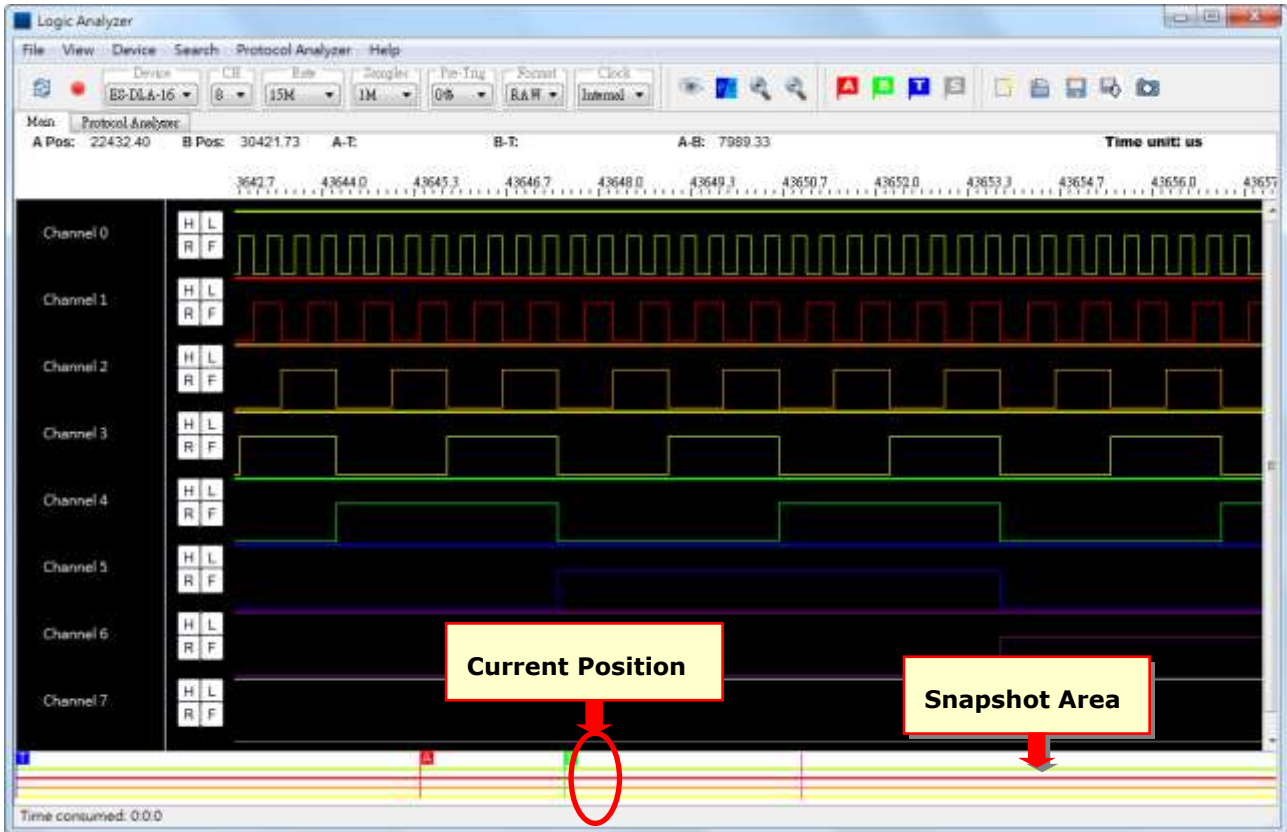 Logic Analyzer
File View Device Search Protocol Analyzer Help
Device CH Rate Samples Pre-Trig Format Clock
ES-DLA-16 8 15M 1M 0% RAW Internal
A B T S
Main Protocol Analyzer
A Pos: 22432.40 B Pos: 30421.73 A-T: B-T: A-B: 7989.33 Time unit: us
3642.7 43644.0 43645.3 43646.7 43648.0 43649.3 43650.7 43652.0 43653.3 43654.7 43656.0 43657
Channel 0 H L
R F
Channel 1 H L
R F
Channel 2 H L
R F
Channel 3 H L
R F
Channel 4 H L
R F
Channel 5 H L
R F
Channel 6 H L
R F
Current Position
Snapshot Area
Channel 7 H L
R F
T A
Time consumed: 0:0:0